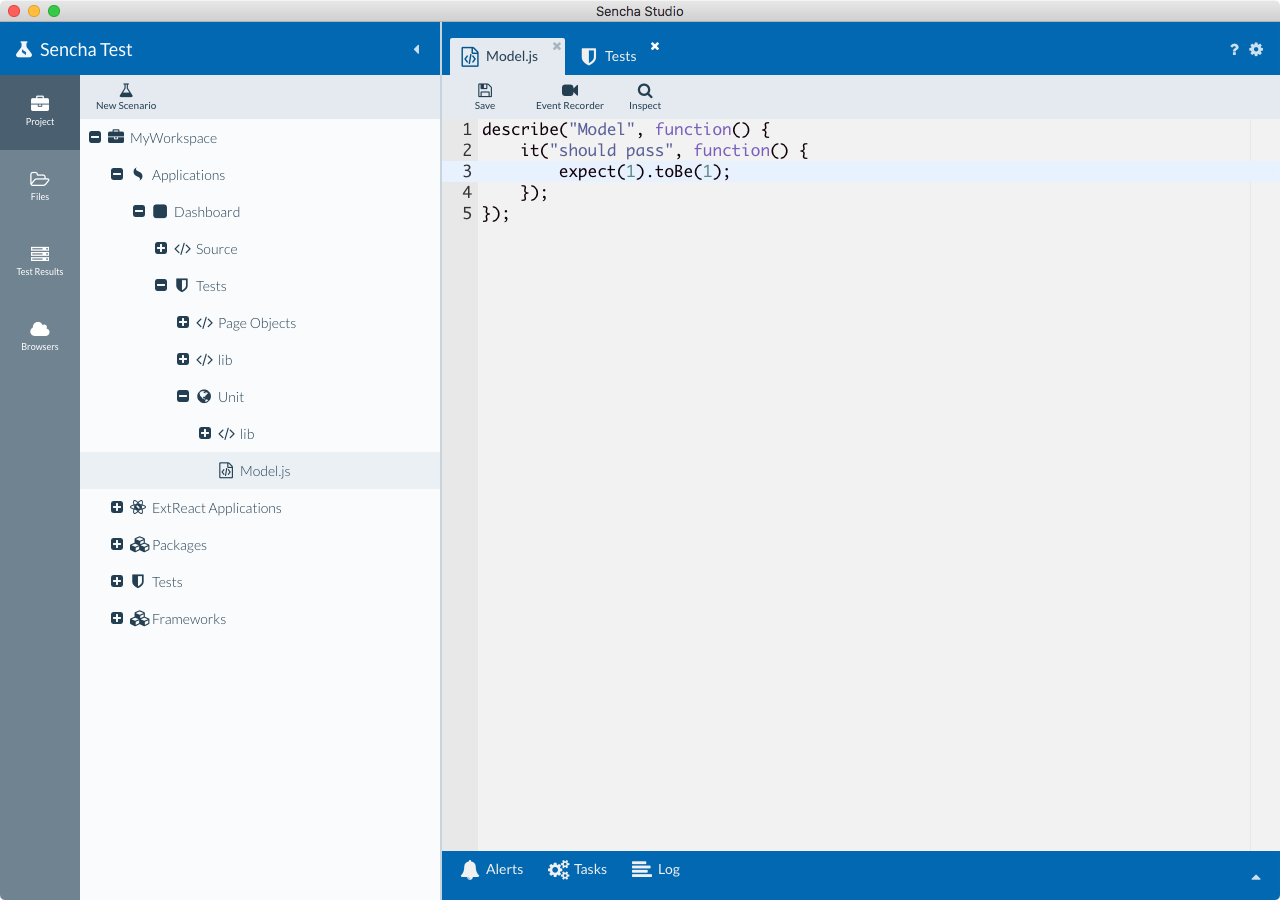 Sencha Studio
Sencha Test
Project
Files
Test Results
Browsers
New Scenario
MyWorkspace
Applications
Dashboard
Source
Tests
Page Objects
lib
Unit
lib
Model.js
ExtReact Applications
Packages
Tests
Frameworks
Model.js
Tests
?
Save
Event Recorder
Inspect
1 describe("Model", function() {
2     it("should pass", function() {
3         expect(1).toBe(1);
4     });
5 });
Alerts
Tasks
Log